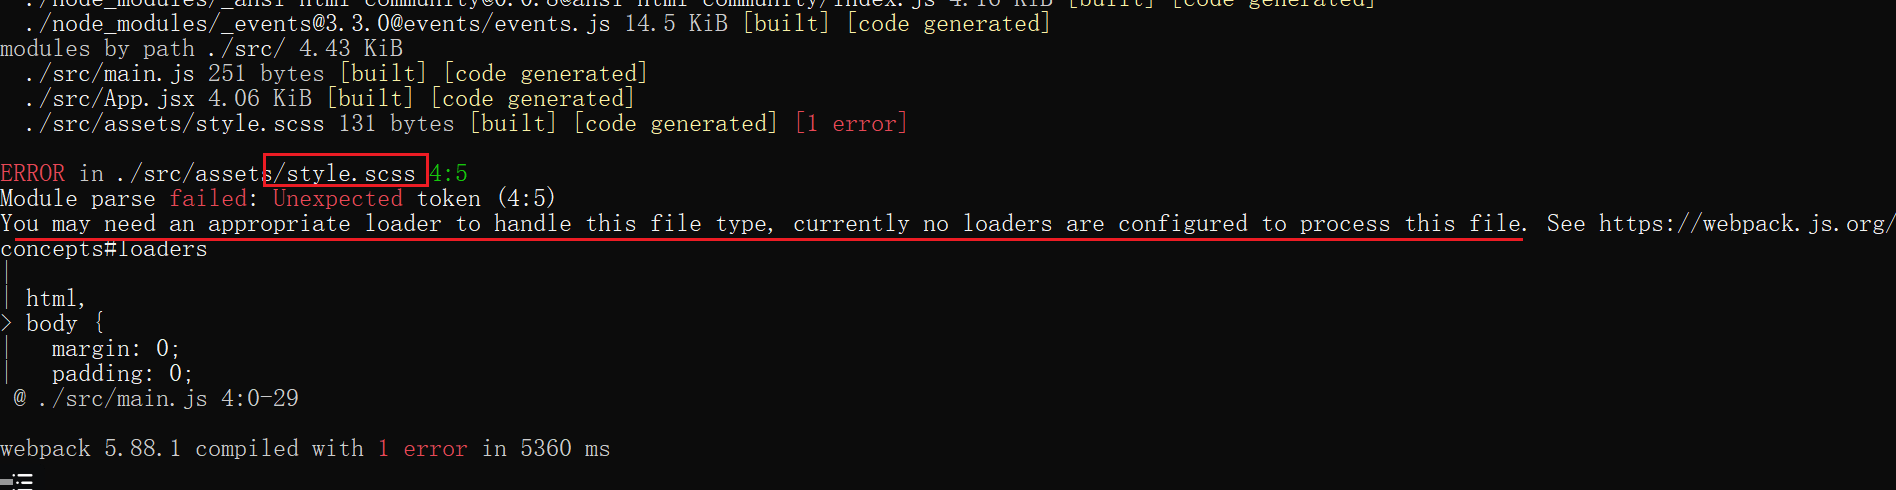 ./node_modules/_ansi-html-community@0.0.8@ansi-html-community/index.js 4.16 KiB [built] [code generated]
./node_modules/_events@3.3.0@events/events.js 14.5 KiB [built] [code generated]
modules by path ./src/ 4.43 KiB
./src/main.js 251 bytes [built] [code generated]
./src/App.jsx 4.06 KiB [built] [code generated]
./src/assets/style.scss 131 bytes [built] [code generated] [1 error]
ERROR in ./src/assets/style.scss 4:5
Module parse failed: Unexpected token (4:5)
You may need an appropriate loader to handle this file type, currently no loaders are configured to process this file. See https://webpack.js.org/
concepts#loaders
|
| html,
> body {
|   margin: 0;
|   padding: 0;
@ ./src/main.js 4:0-29
webpack 5.88.1 compiled with 1 error in 5360 ms